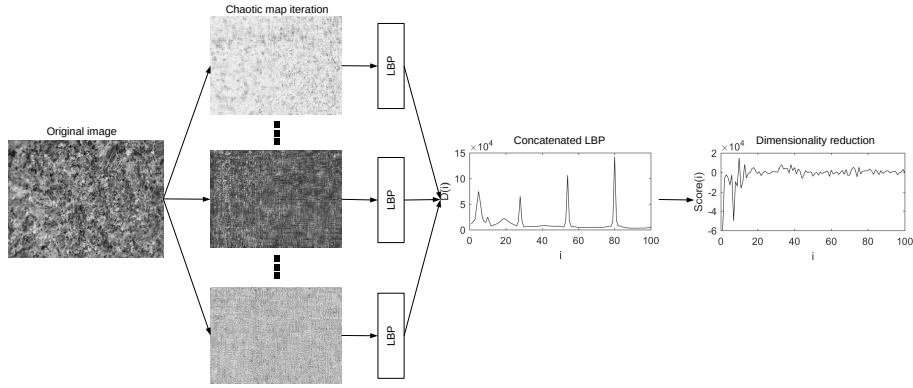 Chaotic map iteration
Original image
LBP
LBP
LBP
Concatenated LBP
×10⁴
15
10
5
0
D(i)
0 20 40 60 80 100
i
Dimensionality reduction
×10⁴
2
0
-2
-4
-6
Score(i)
0 20 40 60 80 100
i